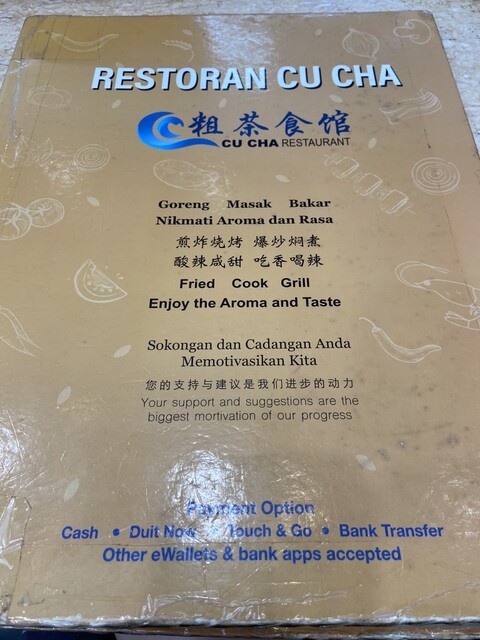 RESTORAN CU CHA
粗茶食馆
CU CHA RESTAURANT
Goreng Masak Bakar
Nikmati Aroma dan Rasa
煎炸烧烤 爆炒焖煮
酸辣咸甜 吃香喝辣
Fried Cook Grill
Enjoy the Aroma and Taste
Sokongan dan Cadangan Anda
Memotivasikan Kita
您的支持与建议是我们进步的动力
Your support and suggestions are the
biggest mortivation of our progress
Payment Option
Cash • Duit Now • Touch & Go • Bank Transfer
Other eWallets & bank apps accepted